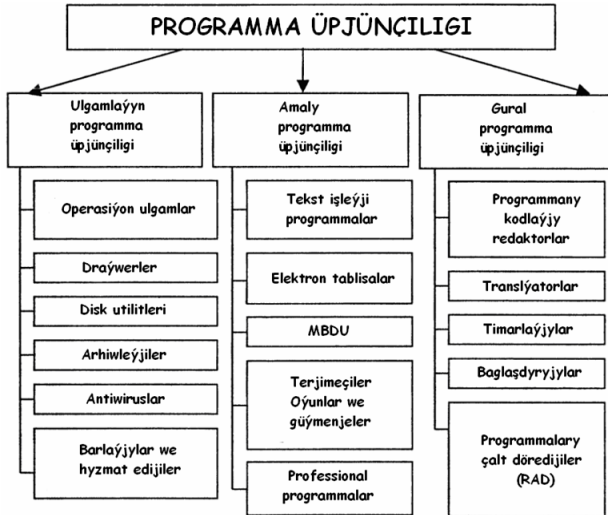 PROGRAMMA ÜPJÜNÇILIGI
Ulgamlaýyn
programma
üpjünçiligi
Operasiýon ulgamlar
Draýwerler
Disk utilitleri
Arhiwleýjiler
Antiwiruslar
Barlaýjylar we
hyzmat edijiler
Amaly
programma
üpjünçiligi
Tekst işleýji
programmalar
Elektron tablisalar
MBDU
Terjimeçiler
Oýunlar we
güýmenjeler
Professional
programmalar
Gural
programma
üpjünçiligi
Programmany
kodlaýjy
redaktorlar
Translýatorlar
Timarlaýjylar
Baglaşdyryjylar
Programmalary
çalt döredijiler
(RAD)